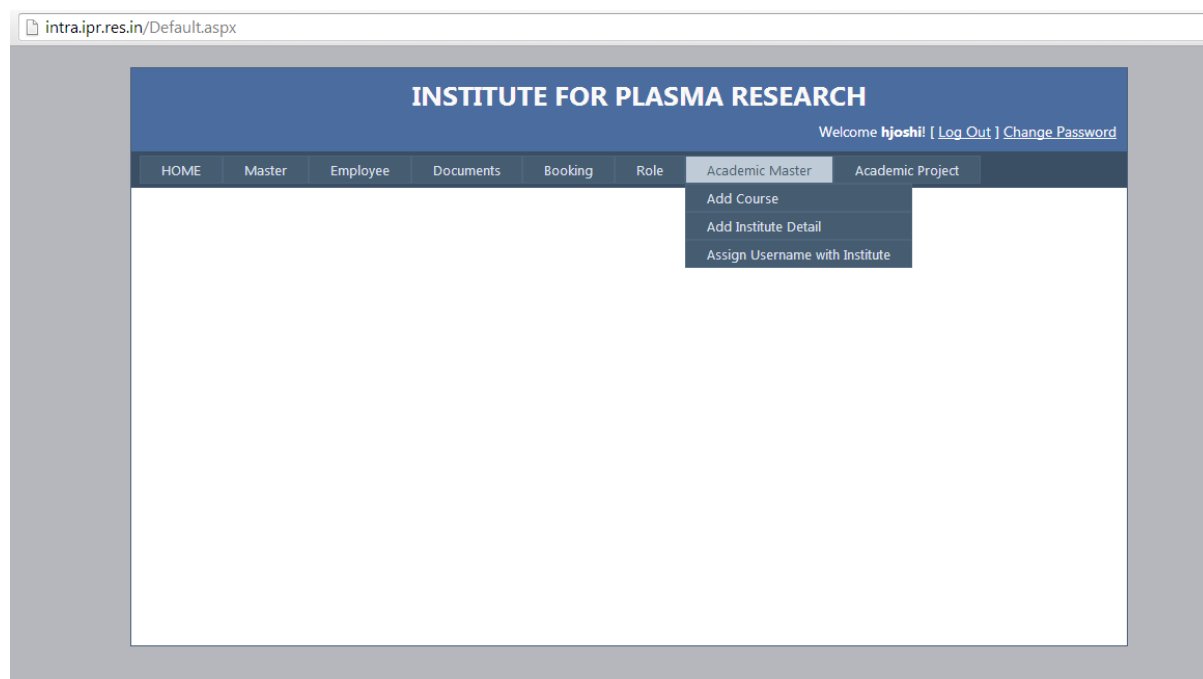 intra.ipr.res.in/Default.aspx
INSTITUTE FOR PLASMA RESEARCH
Welcome hjoshi! [ Log Out ] Change Password
HOME Master Employee Documents Booking Role Academic Master Academic Project
Add Course
Add Institute Detail
Assign Username with Institute